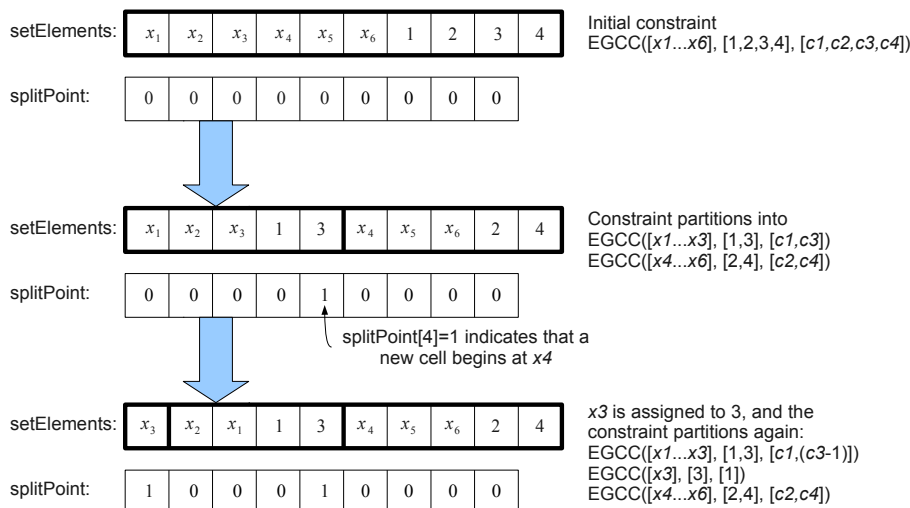 setElements: x1 x2 x3 x4 x5 x6 1 2 3 4
Initial constraint
EGCC([x1...x6], [1,2,3,4], [c1,c2,c3,c4])
splitPoint: 0 0 0 0 0 0 0 0 0
setElements: x1 x2 x3 1 3 x4 x5 x6 2 4
Constraint partitions into
EGCC([x1...x3], [1,3], [c1,c3])
EGCC([x4...x6], [2,4], [c2,c4])
splitPoint: 0 0 0 0 1 0 0 0 0
splitPoint[4]=1 indicates that a
new cell begins at x4
setElements: x3 x2 x1 1 3 x4 x5 x6 2 4
x3 is assigned to 3, and the
constraint partitions again:
EGCC([x1...x3], [1,3], [c1,(c3-1)])
EGCC([x3], [3], [1])
EGCC([x4...x6], [2,4], [c2,c4])
splitPoint: 1 0 0 0 1 0 0 0 0